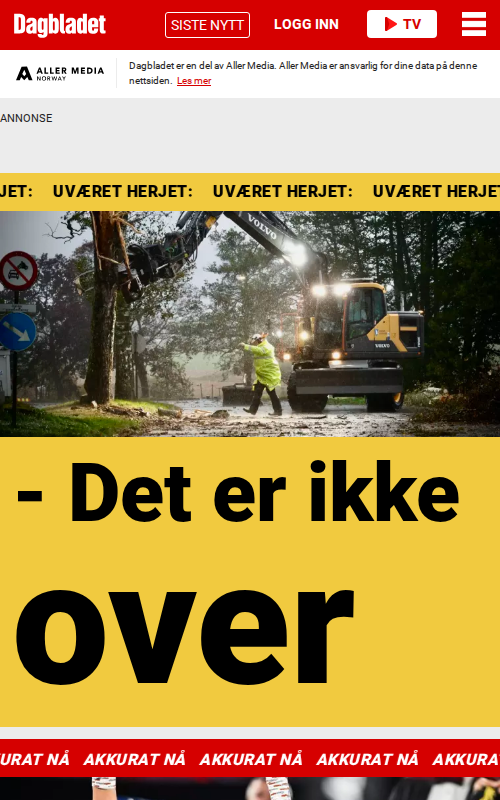 Dagbladet SISTE NYTT LOGG INN TV
ALLER MEDIA
NORWAY
Dagbladet er en del av Aller Media. Aller Media er ansvarlig for dine data på denne
nettsiden. Les mer
ANNONSE
JET: UVÆRET HERJET: UVÆRET HERJET: UVÆRET HERJET
VOLVO
VOLVO
- Det er ikke
over
URAT NÅ AKKURAT NÅ AKKURAT NÅ AKKURAT NÅ AKKURA